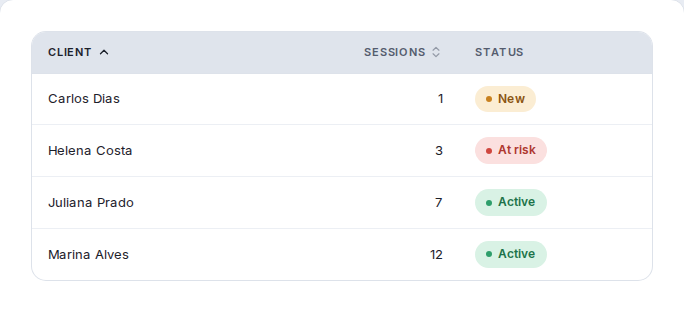 CLIENT SESSIONS STATUS
Carlos Dias 1 New
Helena Costa 3 At risk
Juliana Prado 7 Active
Marina Alves 12 Active